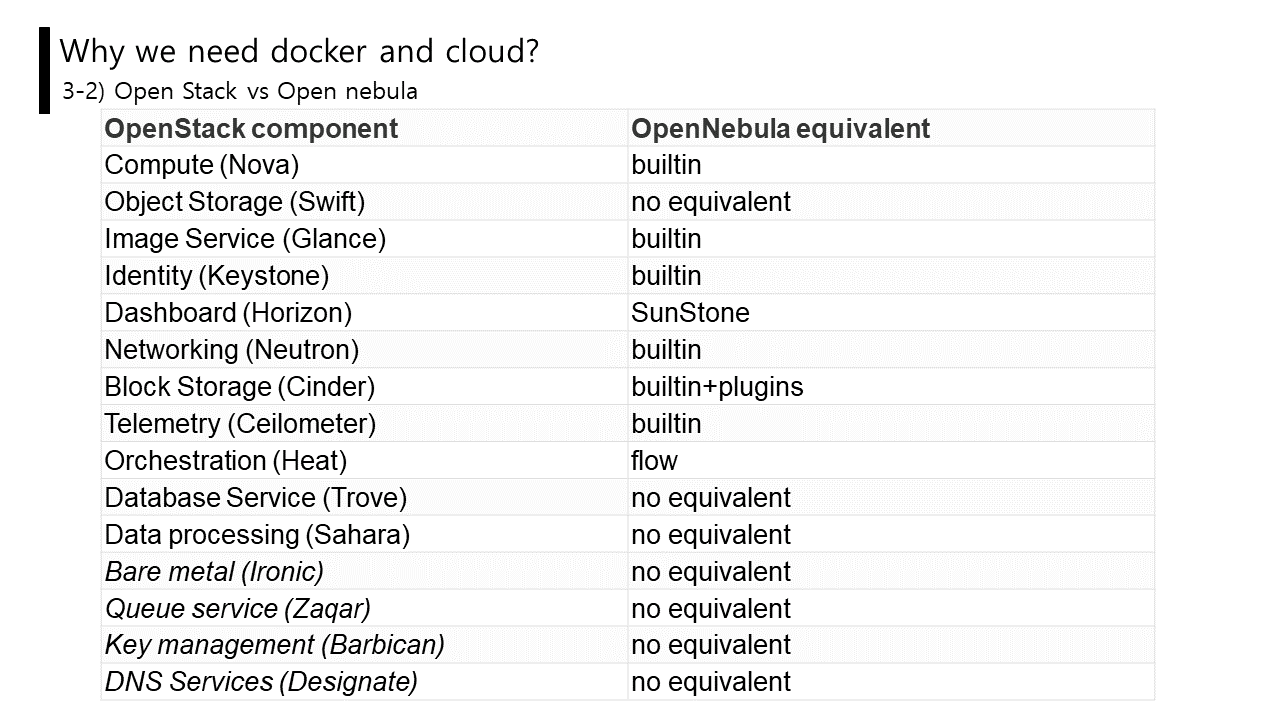 Why we need docker and cloud?
3-2) Open Stack vs Open nebula
OpenStack component OpenNebula equivalent
Compute (Nova) builtin
Object Storage (Swift) no equivalent
Image Service (Glance) builtin
Identity (Keystone) builtin
Dashboard (Horizon) SunStone
Networking (Neutron) builtin
Block Storage (Cinder) builtin+plugins
Telemetry (Ceilometer) builtin
Orchestration (Heat) flow
Database Service (Trove) no equivalent
Data processing (Sahara) no equivalent
Bare metal (Ironic) no equivalent
Queue service (Zaqar) no equivalent
Key management (Barbican) no equivalent
DNS Services (Designate) no equivalent